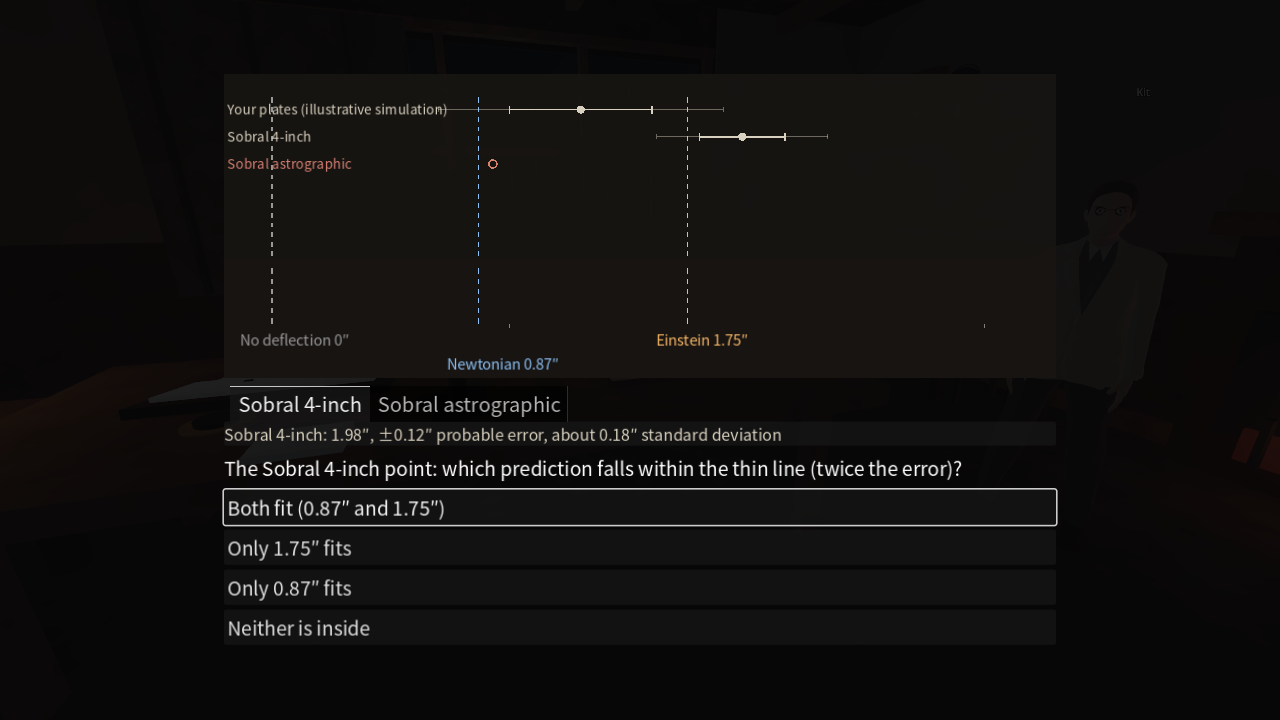 Kit
Your plates (illustrative simulation)
Sobral 4-inch
Sobral astrographic
No deflection 0″
Einstein 1.75″
Newtonian 0.87″
Sobral 4-inch
Sobral astrographic
Sobral 4-inch: 1.98″, ±0.12″ probable error, about 0.18″ standard deviation
The Sobral 4-inch point: which prediction falls within the thin line (twice the error)?
Both fit (0.87″ and 1.75″)
Only 1.75″ fits
Only 0.87″ fits
Neither is inside